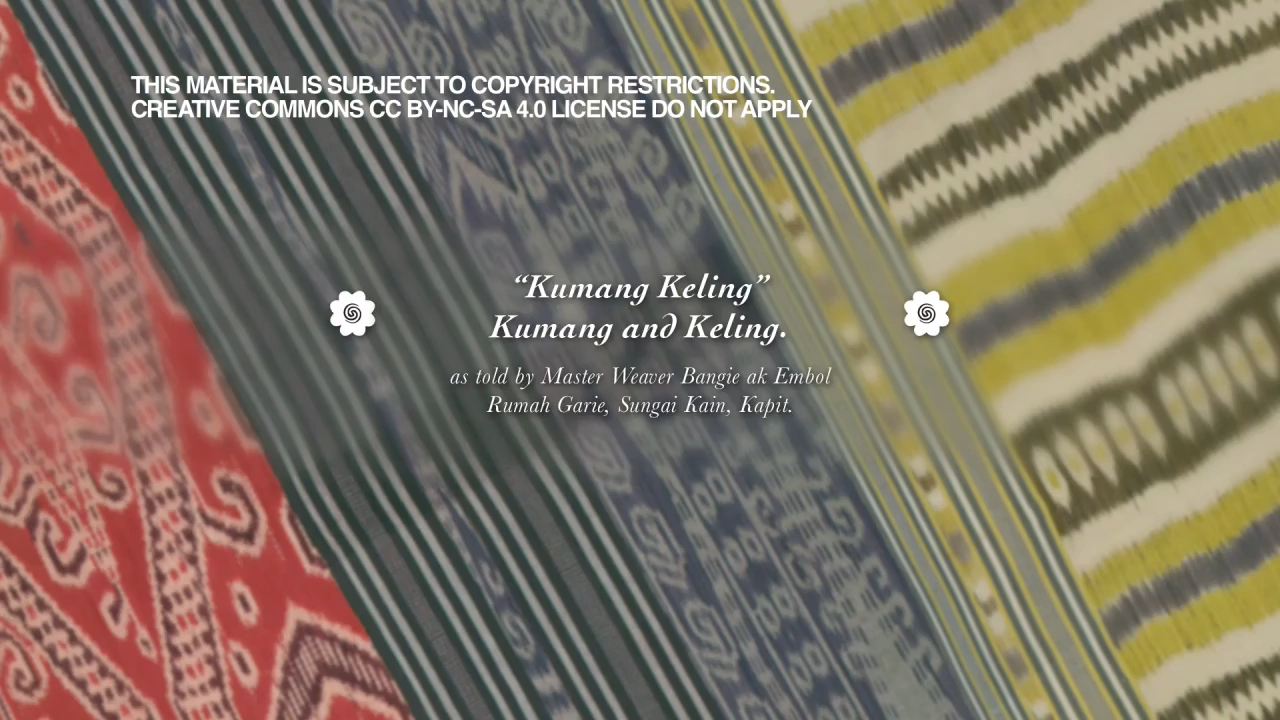 THIS MATERIAL IS SUBJECT TO COPYRIGHT RESTRICTIONS.
CREATIVE COMMONS CC BY-NC-SA 4.0 LICENSE DO NOT APPLY
“Kumang Keling”
Kumang and Keling.
as told by Master Weaver Bangie ak Embol
Rumah Garie, Sungai Kain, Kapit.